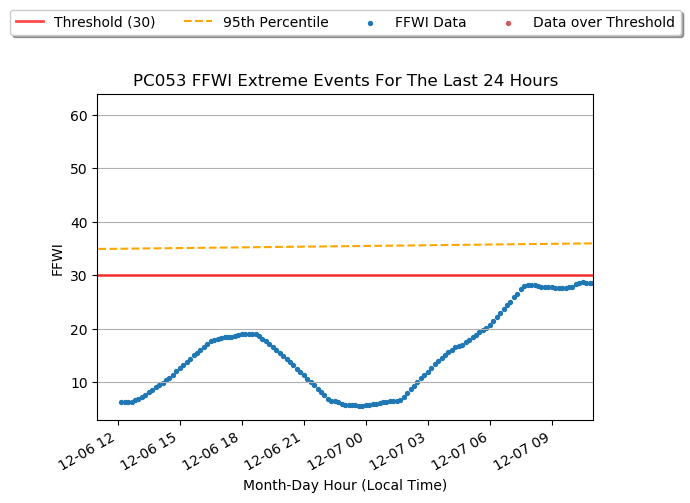 Threshold (30) 95th Percentile FFWI Data Data over Threshold
PC053 FFWI Extreme Events For The Last 24 Hours
60
50
40
30
20
10
FFWI
12-06 12 12-06 15 12-06 18 12-06 21 12-07 00 12-07 03 12-07 06 12-07 09
Month-Day Hour (Local Time)